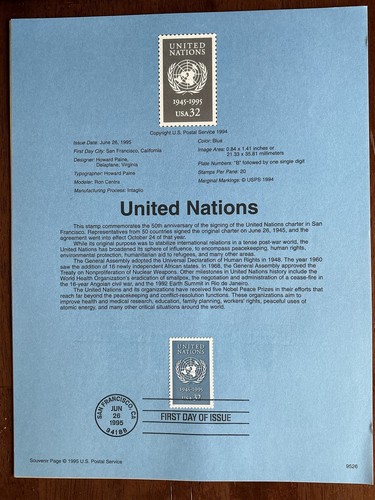 UNITED
NATIONS
1945-1995
USA 32
Copyright U.S. Postal Service 1994
Issue Date: June 26, 1995
First Day City: San Francisco, California
Designer: Howard Paine,
Delaplane, Virginia
Typographer: Howard Paine
Modeler: Ron Centra
Manufacturing Process: Intaglio
Color: Blue
Image Area: 0.84 x 1.41 inches or
21.33 x 35.81 millimeters
Plate Numbers: "B" followed by one single digit
Stamps Per Pane: 20
Marginal Markings: © USPS 1994
United Nations
This stamp commemorates the 50th anniversary of the signing of the United Nations charter in San
Francisco. Representatives from 50 countries signed the original charter on June 26, 1945, and the
agreement went into effect October 24 of that year.
While its original purpose was to stabilize international relations in a tense post-war world, the
United Nations has broadened its sphere of influence, to encompass peacekeeping, human rights,
environmental protection, humanitarian aid to refugees, and many other areas.
The General Assembly adopted the Universal Declaration of Human Rights in 1948. The year 1960
saw the addition of 16 newly independent African states. In 1968, the General Assembly approved the
Treaty on Nonproliferation of Nuclear Weapons. Other milestones in United Nations history include the
World Health Organization's eradication of smallpox, the negotiation and administration of a cease-fire in
the 16-year Angolan civil war, and the 1992 Earth Summit in Rio de Janeiro.
The United Nations and its organizations have received five Nobel Peace Prizes in their efforts that
reach far beyond the peacekeeping and conflict-resolution functions. These organizations aim to
improve health and medical research, education, family planning, workers' rights, peaceful uses of
atomic energy, and many other critical situations around the world.
UNITED
NATIONS
1945-1995
USA 32
SAN FRANCISCO, CA
JUN
26
1995
94188
FIRST DAY OF ISSUE
Souvenir Page © 1995 U.S. Postal Service
9526